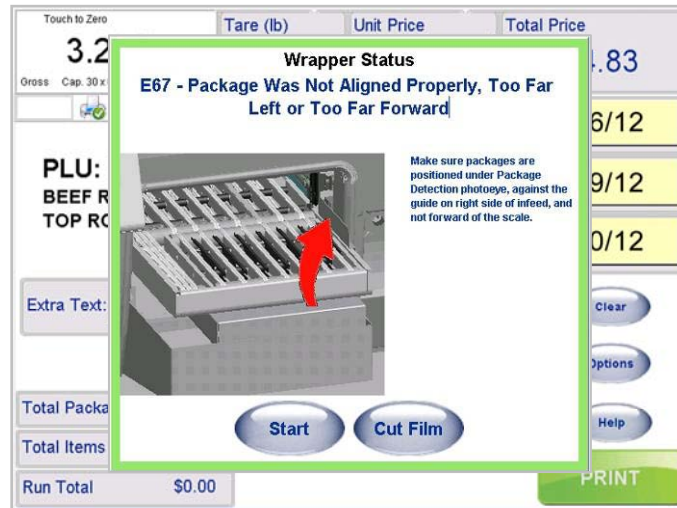 Touch to Zero
Tare (lb)
Unit Price
Total Price
3.2
.83
Gross Cap. 30 x
Wrapper Status
E67 - Package Was Not Aligned Properly, Too Far
Left or Too Far Forward
6/12
PLU:
BEEF R
TOP RO
Make sure packages are
positioned under Package
Detection photoeye, against the
guide on right side of infeed, and
not forward of the scale.
9/12
0/12
Extra Text:
Clear
Options
Total Packa
Start
Cut Film
Help
Total Items
Run Total
$0.00
PRINT